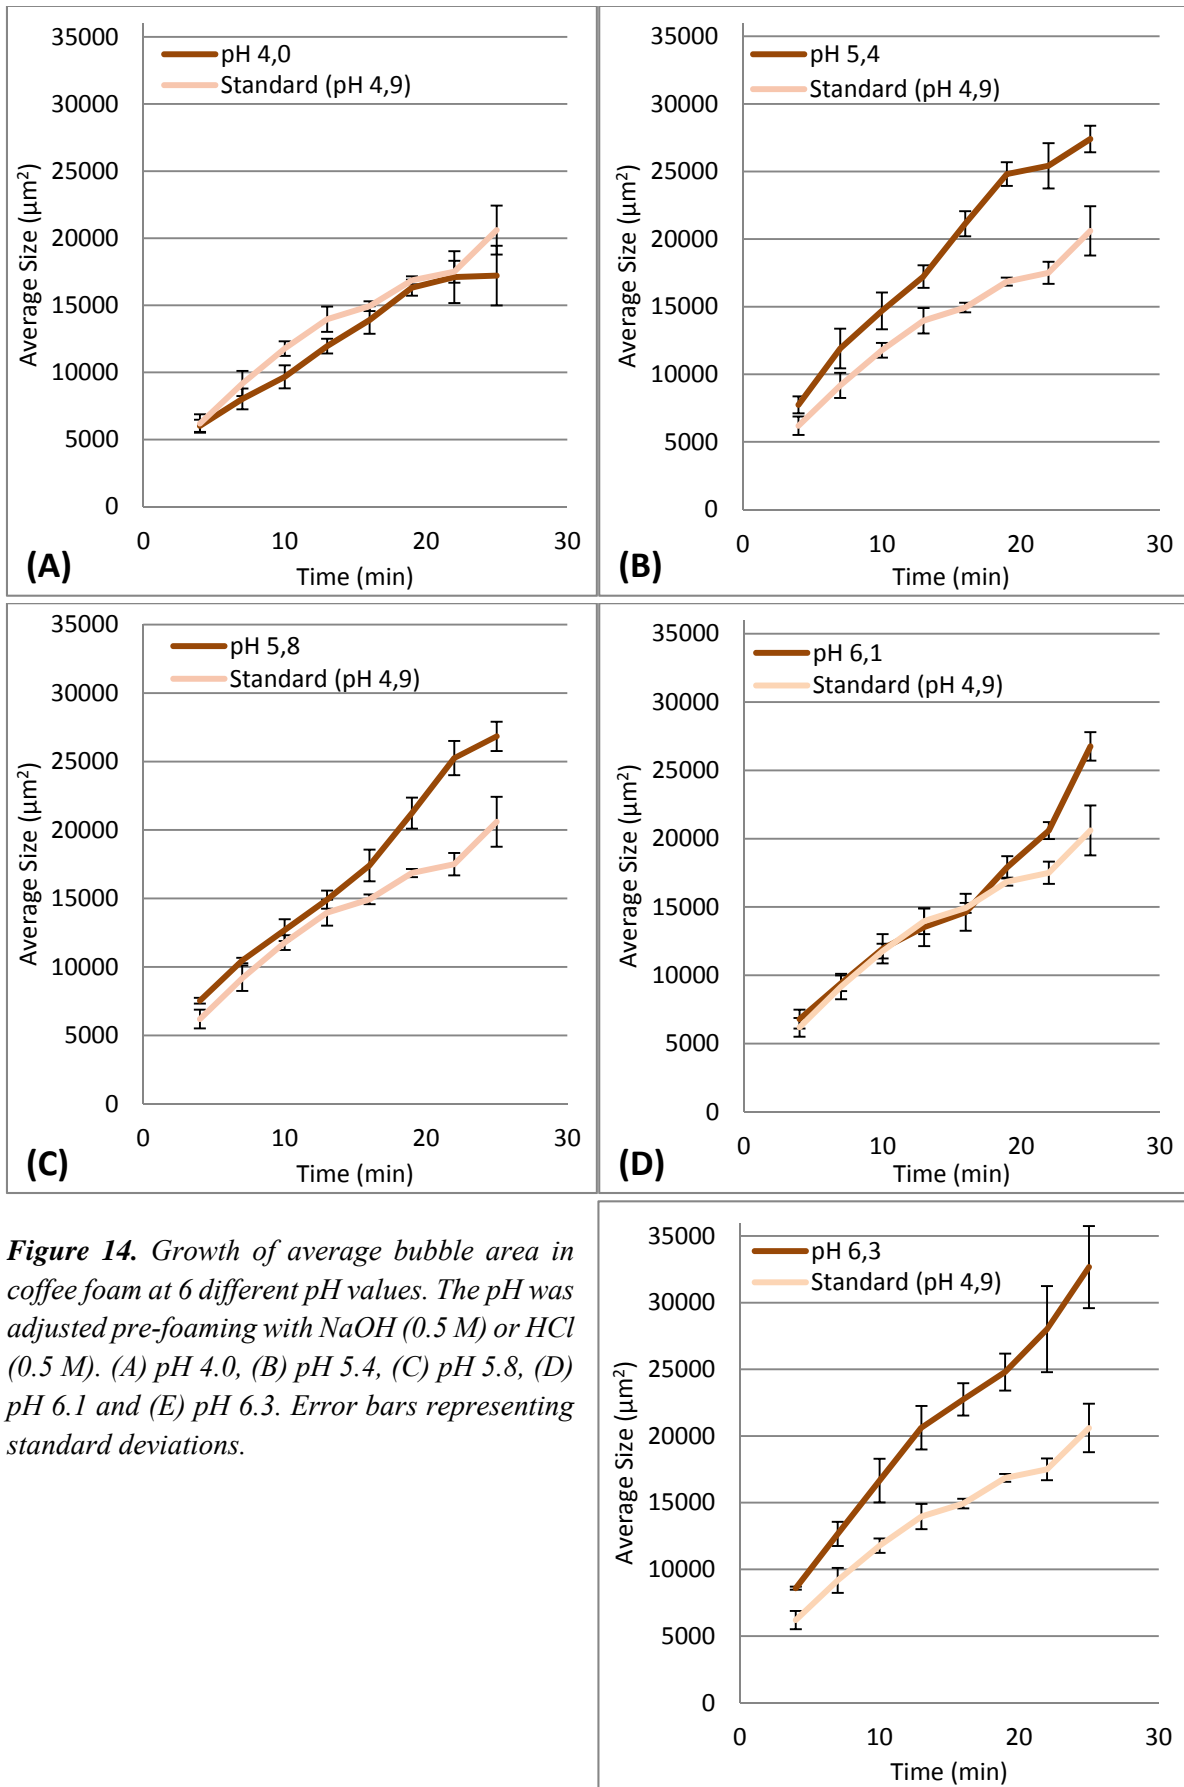 35000
30000
25000
20000
15000
10000
5000
0
Average Size (µm²)
pH 4,0
Standard (pH 4,9)
0 10 20 30
Time (min)
(A)
35000
30000
25000
20000
15000
10000
5000
0
Average Size (µm²)
pH 5,4
Standard (pH 4,9)
0 10 20 30
Time (min)
(B)
35000
30000
25000
20000
15000
10000
5000
0
Average Size (µm²)
pH 5,8
Standard (pH 4,9)
0 10 20 30
Time (min)
(C)
35000
30000
25000
20000
15000
10000
5000
0
Average Size (µm²)
pH 6,1
Standard (pH 4,9)
0 10 20 30
Time (min)
(D)
Figure 14. Growth of average bubble area in
coffee foam at 6 different pH values. The pH was
adjusted pre-foaming with NaOH (0.5 M) or HCl
(0.5 M). (A) pH 4.0, (B) pH 5.4, (C) pH 5.8, (D)
pH 6.1 and (E) pH 6.3. Error bars representing
standard deviations.
35000
30000
25000
20000
15000
10000
5000
0
Average Size (µm²)
pH 6,3
Standard (pH 4,9)
0 10 20 30
Time (min)